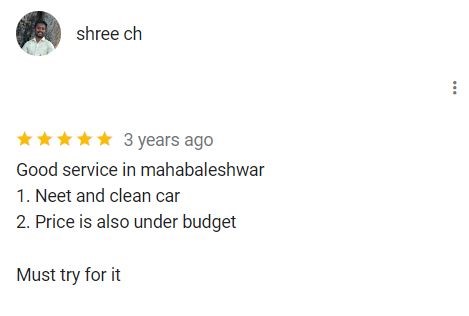 shree ch
3 years ago
Good service in mahabaleshwar
1. Neet and clean car
2. Price is also under budget
Must try for it